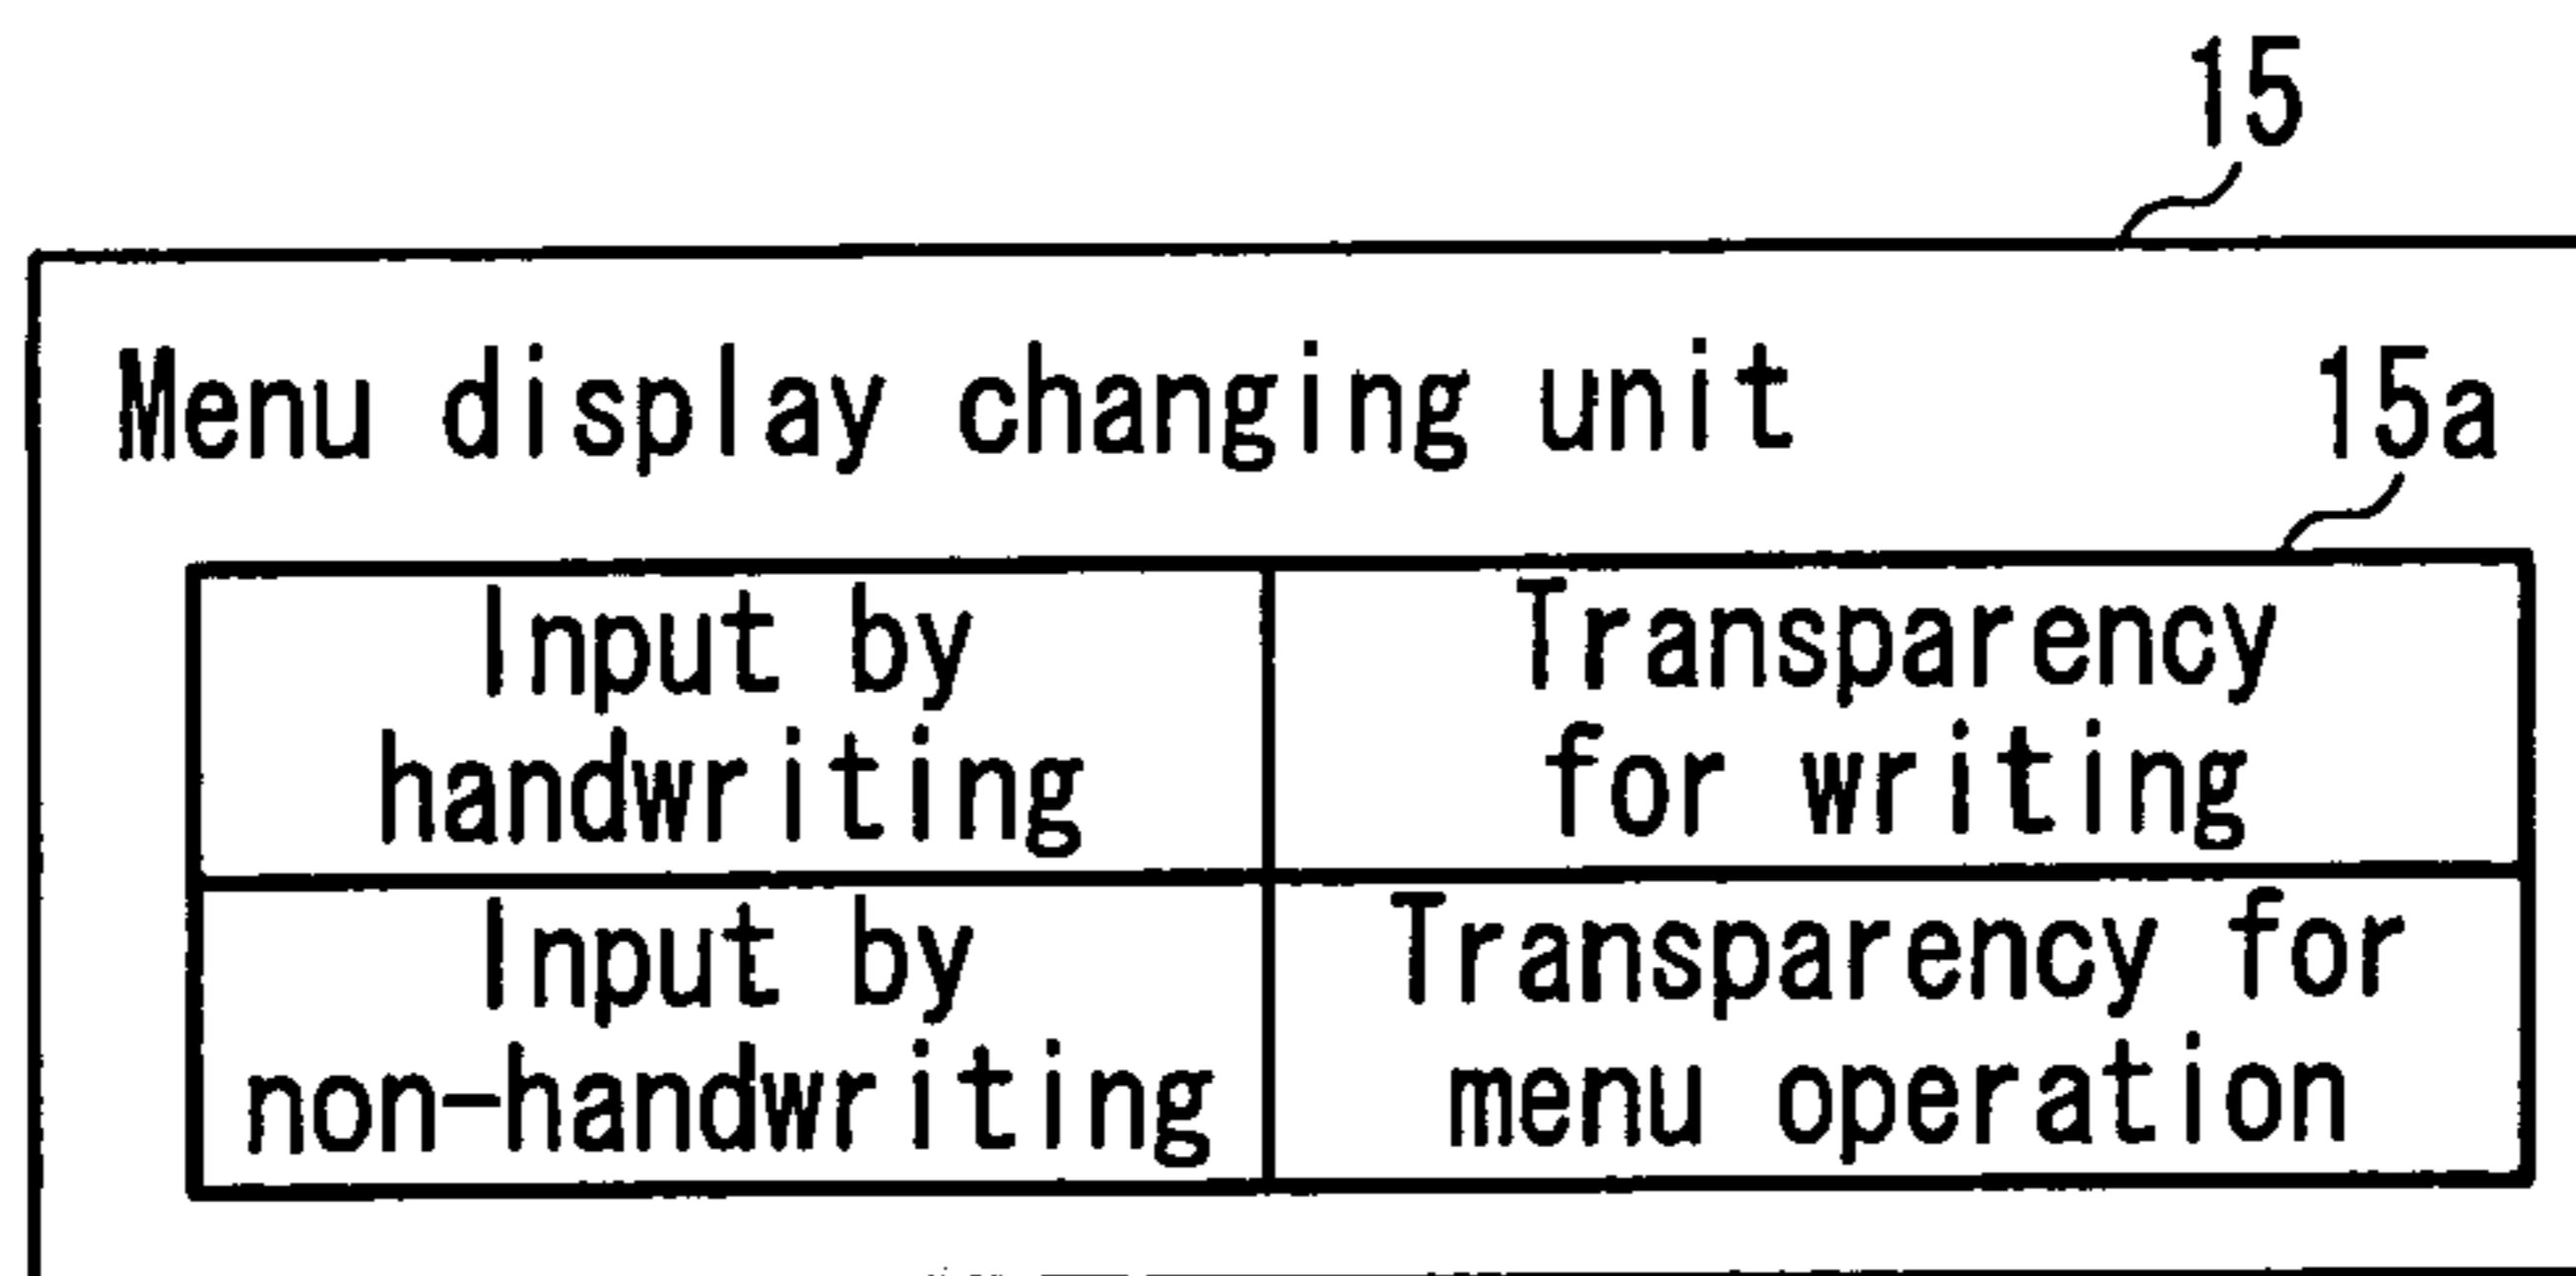 15
Menu display changing unit
15a
Input by
handwriting
Transparency
for writing
Input by
non-handwriting
Transparency for
menu operation